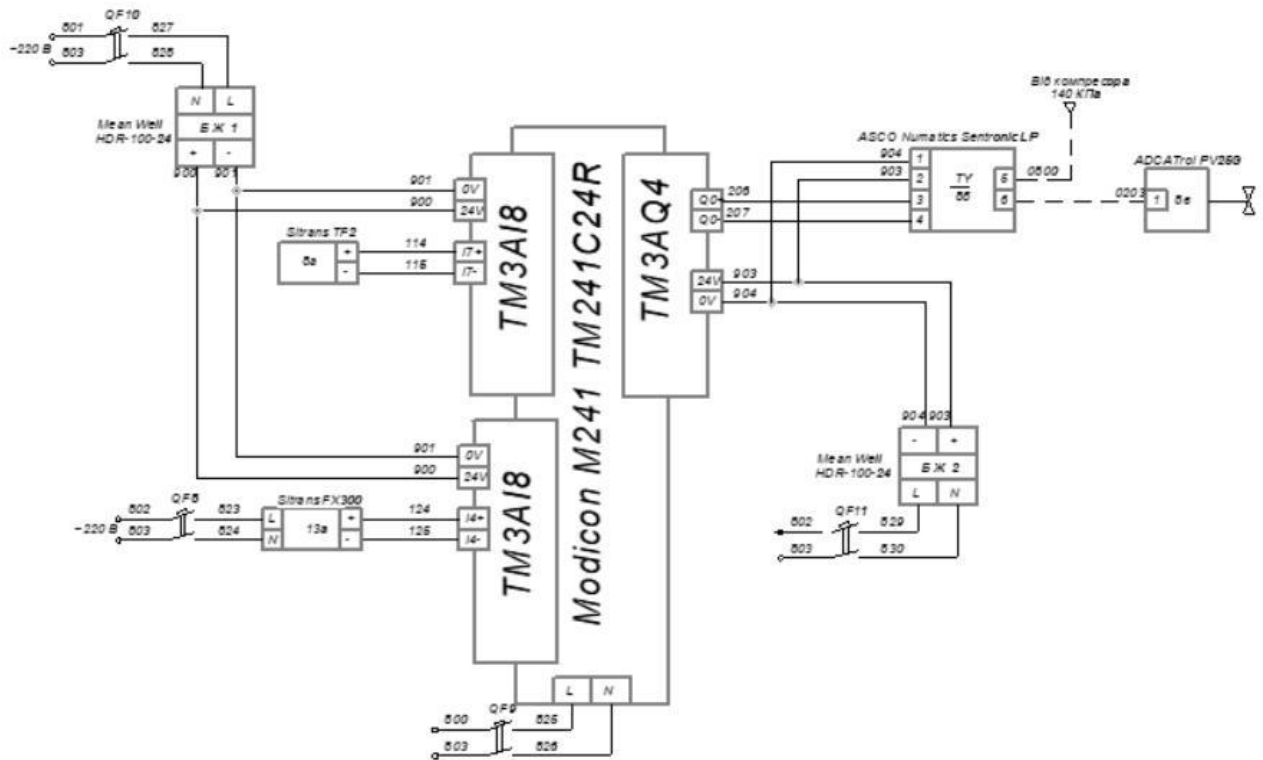 QF10
801
827
~220 В
803
828
N
L
Mean Well
HDR-100-24
БЖ 1
+
-
900
901
Від компресора
140 КПа
ASCO Numatics Sentronic LP
ADCATrol PV25G
904
1
903
2
TY
8б
5
0800
3
4
6
0203
1
8в
TM3AI8
901
0V
900
24V
Sitrans TF2
8а
+
114
I7+
-
115
I7-
Modicon M241 TM241C24R
TM3AQ4
Q0
206
Q0-
207
24V
903
0V
904
904
903
-
+
Mean Well
HDR-100-24
БЖ 2
L
N
QF11
802
829
803
830
TM3AI8
901
0V
900
24V
QF8
802
823
~220 В
803
824
Sitrans FX300
L
N
13а
+
124
I4+
-
125
I4-
L
N
QF9
800
825
803
826